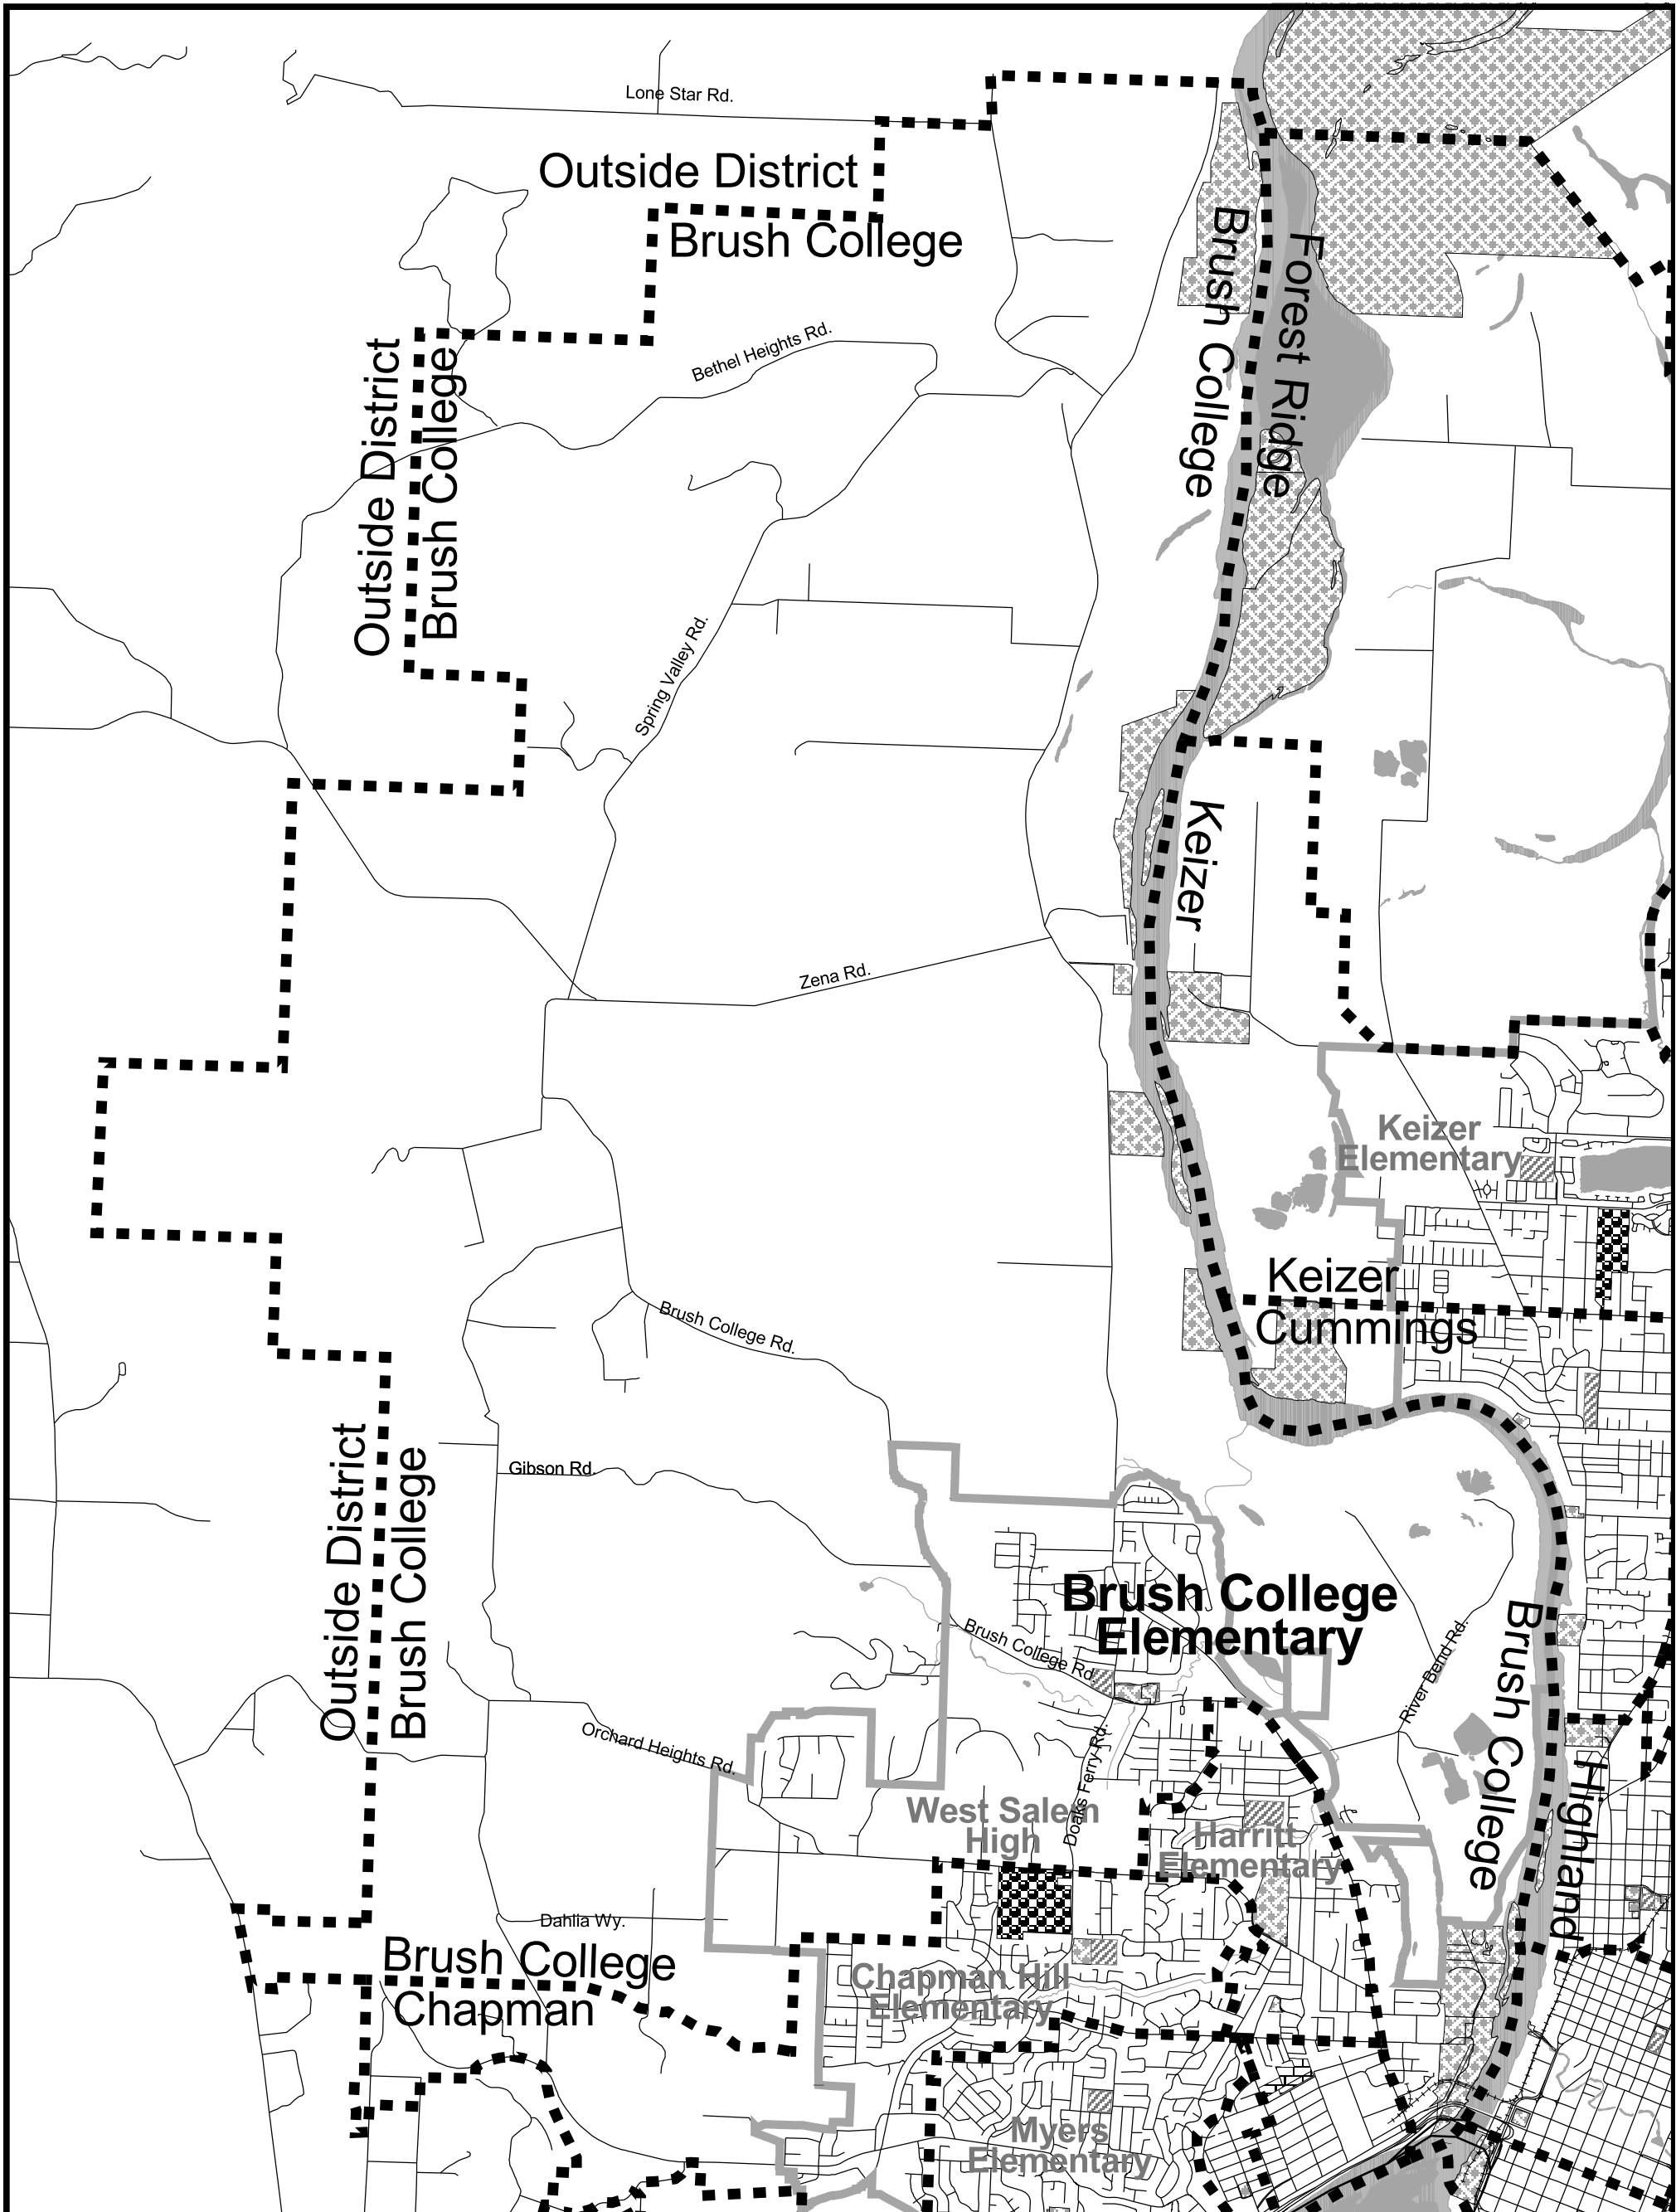 Lone Star Rd.
Outside District
Brush College
Brush College
Forest Ridge
Bethel Heights Rd.
Outside District
Brush College
Spring Valley Rd.
Keizer
Zena Rd.
Keizer
Elementary
Keizer
Cummings
Brush College Rd.
Outside District
Brush College
Gibson Rd.
Brush College
Elementary
Brush College Rd.
River Bend Rd.
Brush College
Highland
Orchard Heights Rd.
Doaks Ferry Rd.
West Salem
High
Harritt
Elementary
Dahlia Wy.
Brush College
Chapman
Chapman Hill
Elementary
Myers
Elementary